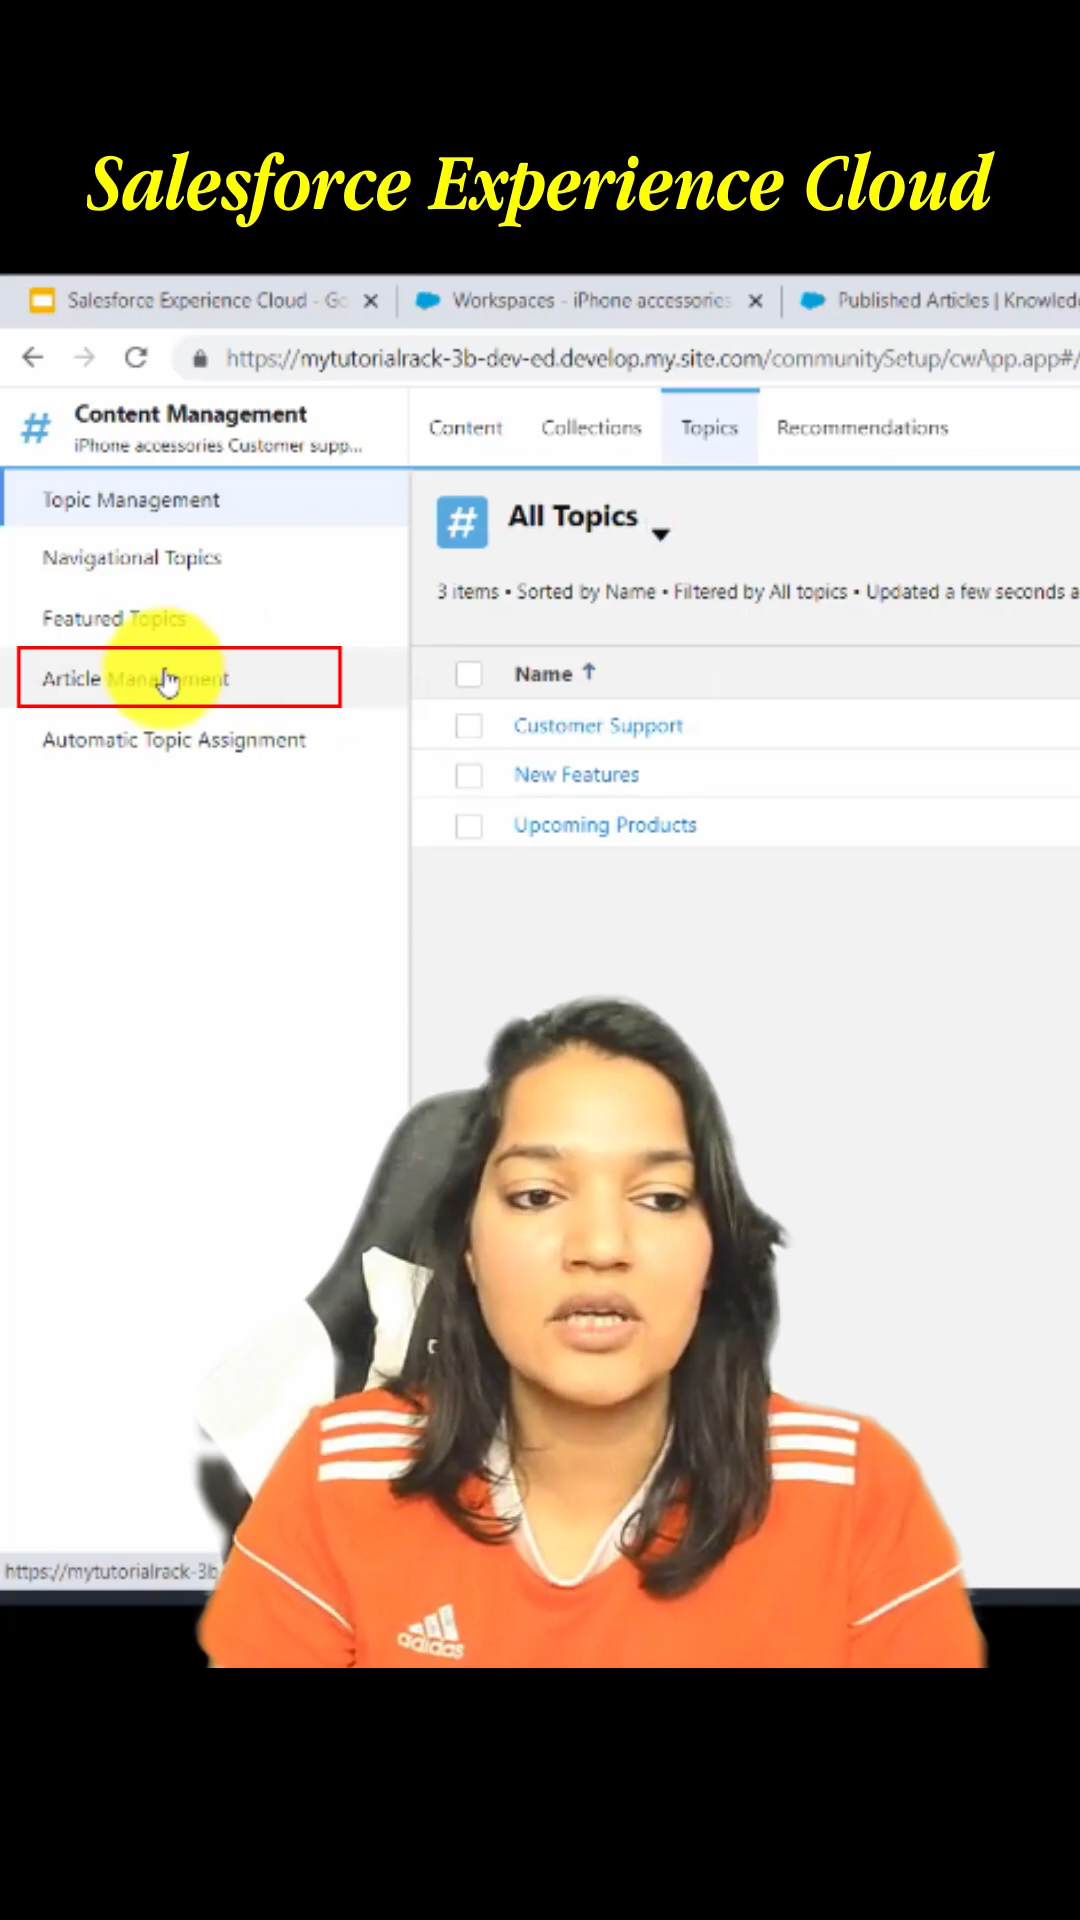 Salesforce Experience Cloud
Salesforce Experience Cloud - Go
Workspaces - iPhone accessories
Published Articles | Knowled
https://mytutorialrack-3b-dev-ed.develop.my.site.com/communitySetup/cwApp.app#/
Content Management
iPhone accessories Customer supp...
Content
Collections
Topics
Recommendations
Topic Management
Navigational Topics
Featured Topics
Article Management
Automatic Topic Assignment
All Topics
3 items • Sorted by Name • Filtered by All topics • Updated a few seconds a
Name
Customer Support
New Features
Upcoming Products
https://mytutorialrack-3b
adidas